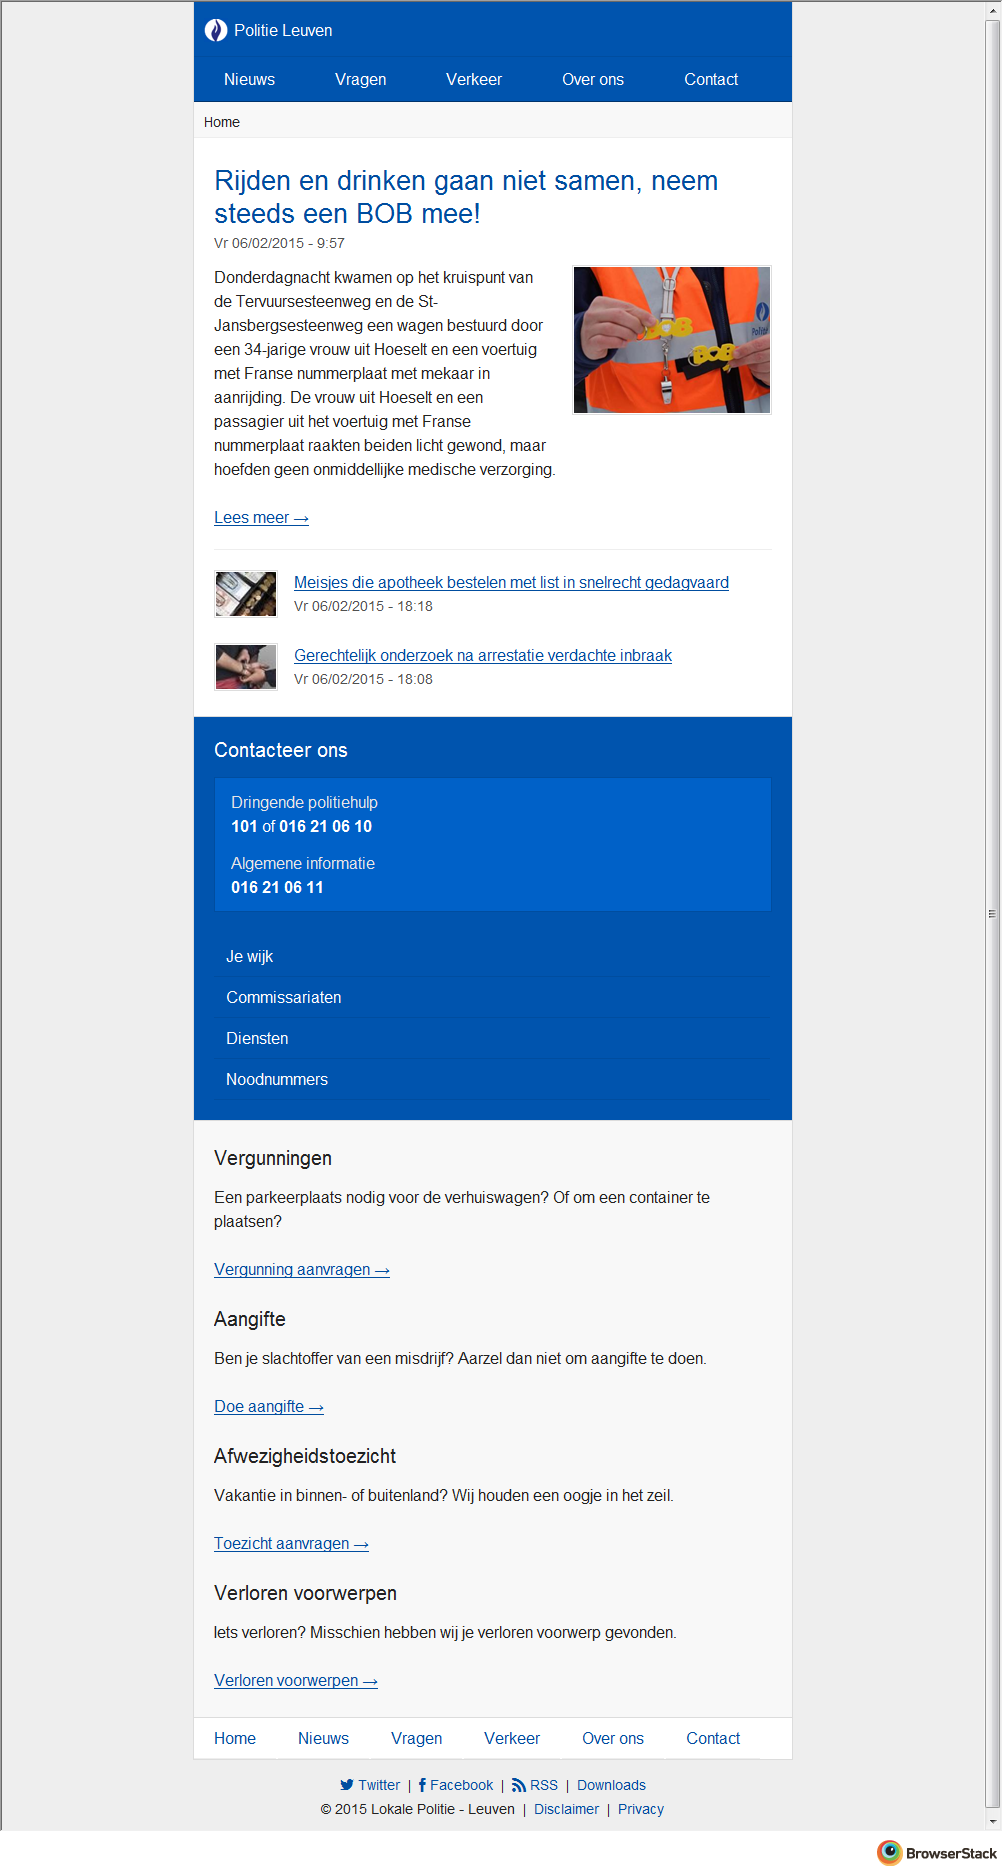 Politie Leuven
Nieuws Vragen Verkeer Over ons Contact
Home
Rijden en drinken gaan niet samen, neem
steeds een BOB mee!
Vr 06/02/2015 - 9:57
Donderdagnacht kwamen op het kruispunt van
de Tervuursesteenweg en de St-
Jansbergsesteenweg een wagen bestuurd door
een 34-jarige vrouw uit Hoeselt en een voertuig
met Franse nummerplaat met mekaar in
aanrijding. De vrouw uit Hoeselt en een
passagier uit het voertuig met Franse
nummerplaat raakten beiden licht gewond, maar
hoefden geen onmiddellijke medische verzorging.
BOB
BOB
Lees meer →
Meisjes die apotheek bestelen met list in snelrecht gedagvaard
Vr 06/02/2015 - 18:18
Gerechtelijk onderzoek na arrestatie verdachte inbraak
Vr 06/02/2015 - 18:08
Contacteer ons
Dringende politiehulp
101 of 016 21 06 10
Algemene informatie
016 21 06 11
Je wijk
Commissariaten
Diensten
Noodnummers
Vergunningen
Een parkeerplaats nodig voor de verhuiswagen? Of om een container te
plaatsen?
Vergunning aanvragen →
Aangifte
Ben je slachtoffer van een misdrijf? Aarzel dan niet om aangifte te doen.
Doe aangifte →
Afwezigheidstoezicht
Vakantie in binnen- of buitenland? Wij houden een oogje in het zeil.
Toezicht aanvragen →
Verloren voorwerpen
Iets verloren? Misschien hebben wij je verloren voorwerp gevonden.
Verloren voorwerpen →
Home Nieuws Vragen Verkeer Over ons Contact
Twitter | Facebook | RSS | Downloads
© 2015 Lokale Politie - Leuven | Disclaimer | Privacy
BrowserStack